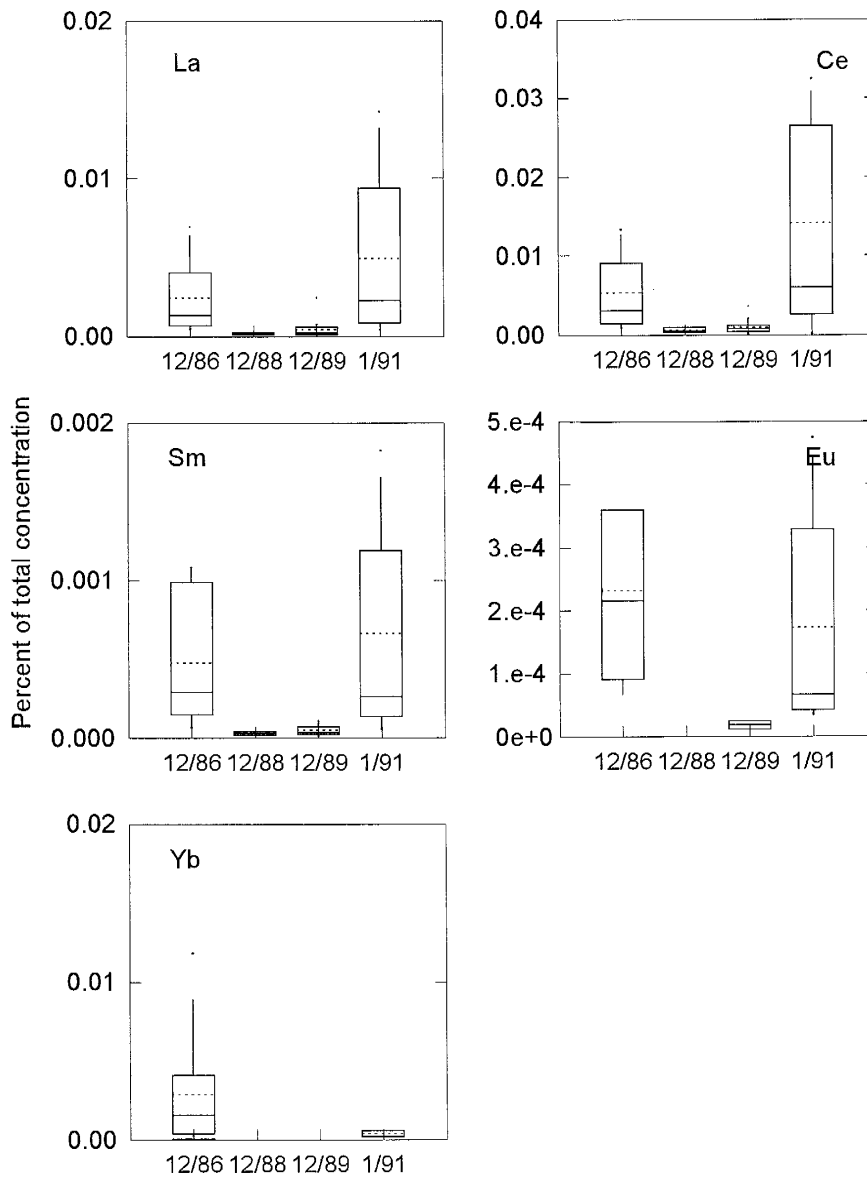 Percent of total concentration
La
0.02
0.01
0.00
12/86 12/88 12/89 1/91
Ce
0.04
0.03
0.02
0.01
0.00
12/86 12/88 12/89 1/91
Sm
0.002
0.001
0.000
12/86 12/88 12/89 1/91
Eu
5.e-4
4.e-4
3.e-4
2.e-4
1.e-4
0e+0
12/86 12/88 12/89 1/91
Yb
0.02
0.01
0.00
12/86 12/88 12/89 1/91